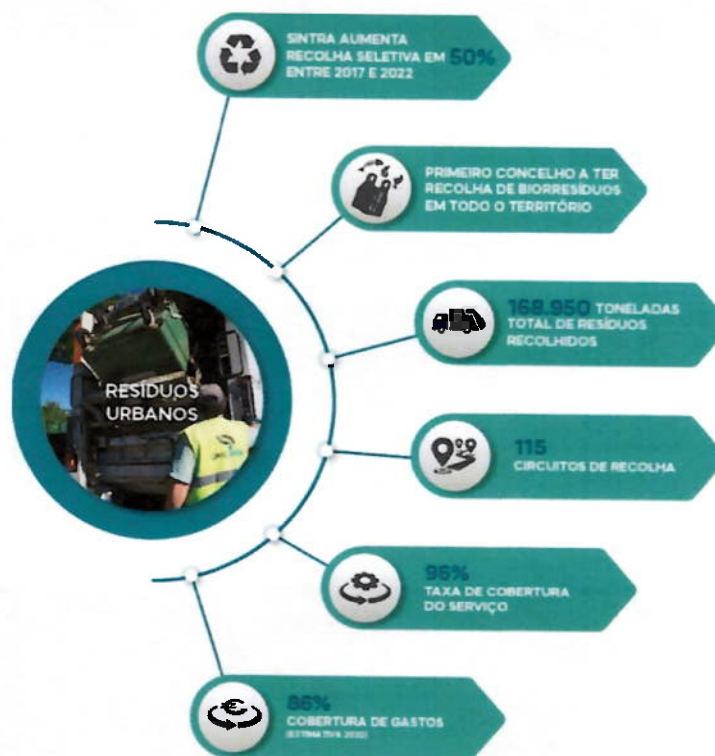 SINTRA AUMENTA
RECOLHA SELETIVA EM 50%
ENTRE 2017 E 2022
PRIMEIRO CONCELHO A TER
RECOLHA DE BIORRESÍDUOS
EM TODO O TERRITÓRIO
168.950 TONELADAS
TOTAL DE RESÍDUOS
RECOLHIDOS
RESÍDUOS
URBANOS
115
CIRCUITOS DE RECOLHA
TAXA DE COBERTURA
DO SERVIÇO
86%
COBERTURA DE GASTOS